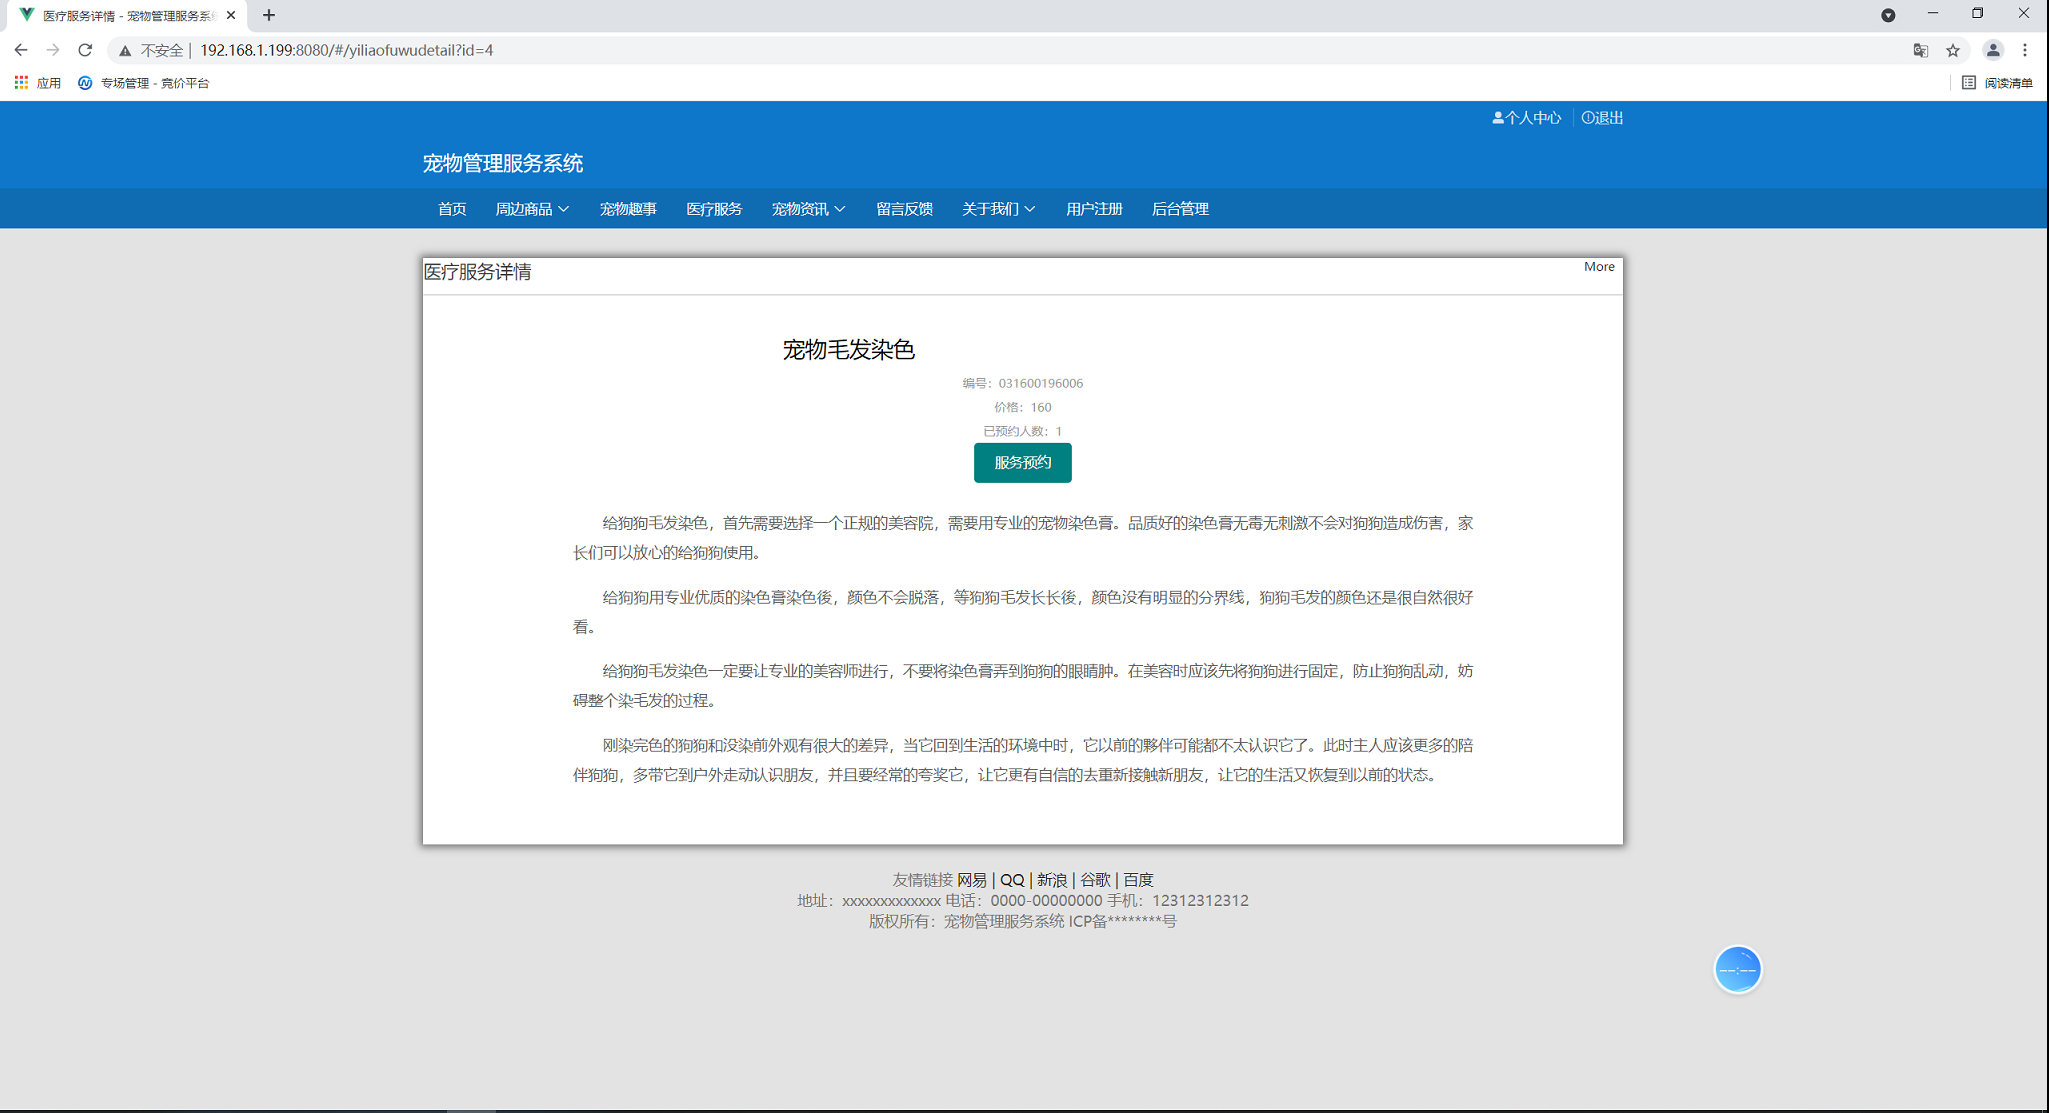 医疗服务详情 - 宠物管理服务系统
不安全 | 192.168.1.199:8080/#/yiliaofuwudetail?id=4
应用 专场管理 - 竞价平台 阅读清单
个人中心 退出
宠物管理服务系统
首页 周边商品 宠物趣事 医疗服务 宠物资讯 留言反馈 关于我们 用户注册 后台管理
医疗服务详情 More
宠物毛发染色
编号：031600196006
价格：160
已预约人数：1
服务预约
给狗狗毛发染色，首先需要选择一个正规的美容院，需要用专业的宠物染色膏。品质好的染色膏无毒无刺激不会对狗狗造成伤害，家
长们可以放心的给狗狗使用。
给狗狗用专业优质的染色膏染色後，颜色不会脱落，等狗狗毛发长长後，颜色没有明显的分界线，狗狗毛发的颜色还是很自然很好
看。
给狗狗毛发染色一定要让专业的美容师进行，不要将染色膏弄到狗狗的眼睛肿。在美容时应该先将狗狗进行固定，防止狗狗乱动，妨
碍整个染毛发的过程。
刚染完色的狗狗和没染前外观有很大的差异，当它回到生活的环境中时，它以前的夥伴可能都不太认识它了。此时主人应该更多的陪
伴狗狗，多带它到户外走动认识朋友，并且要经常的夸奖它，让它更有自信的去重新接触新朋友，让它的生活又恢复到以前的状态。
友情链接 网易 | QQ | 新浪 | 谷歌 | 百度
地址：xxxxxxxxxxxxx 电话：0000-00000000 手机：12312312312
版权所有：宠物管理服务系统 ICP备********号
--:--